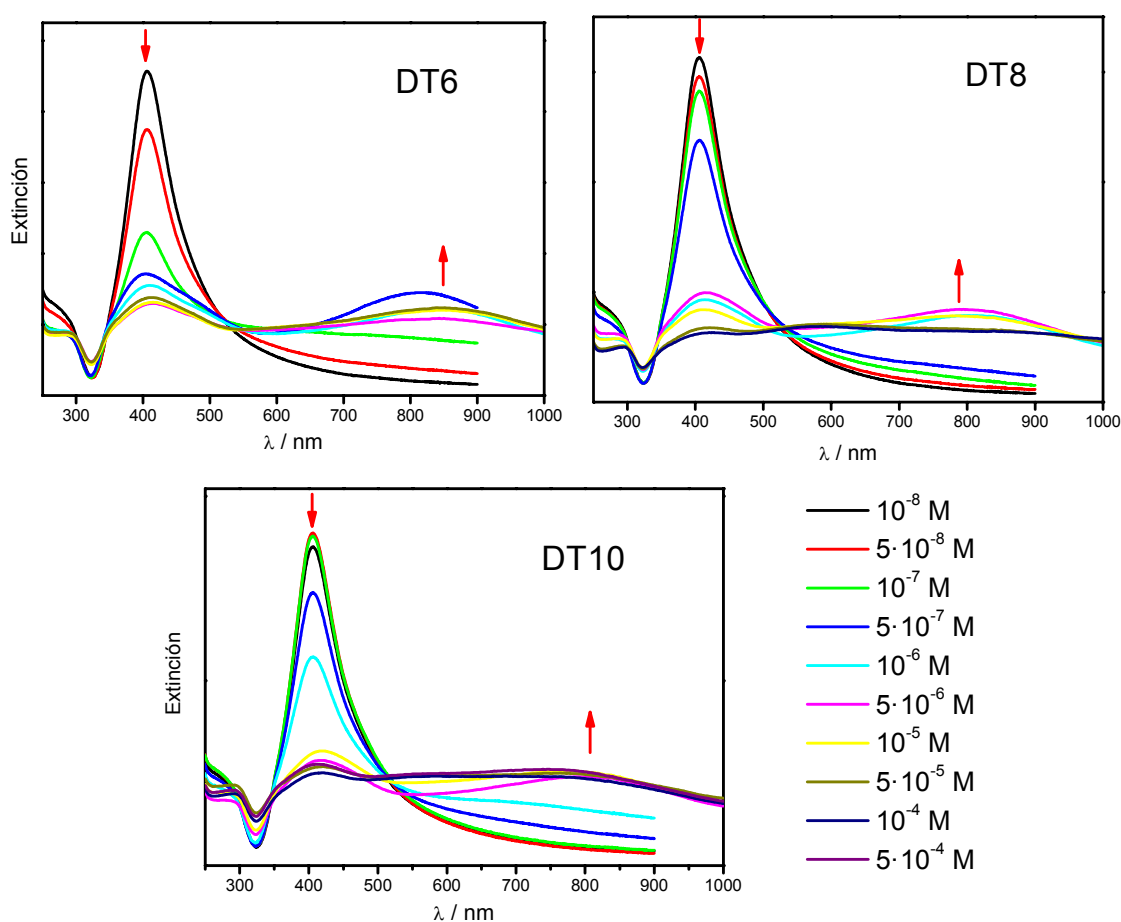 DT6
Extinción
300 400 500 600 700 800 900 1000
λ / nm
DT8
300 400 500 600 700 800 900 1000
λ / nm
DT10
Extinción
300 400 500 600 700 800 900 1000
λ / nm
10⁻⁸ M
5·10⁻⁸ M
10⁻⁷ M
5·10⁻⁷ M
10⁻⁶ M
5·10⁻⁶ M
10⁻⁵ M
5·10⁻⁵ M
10⁻⁴ M
5·10⁻⁴ M